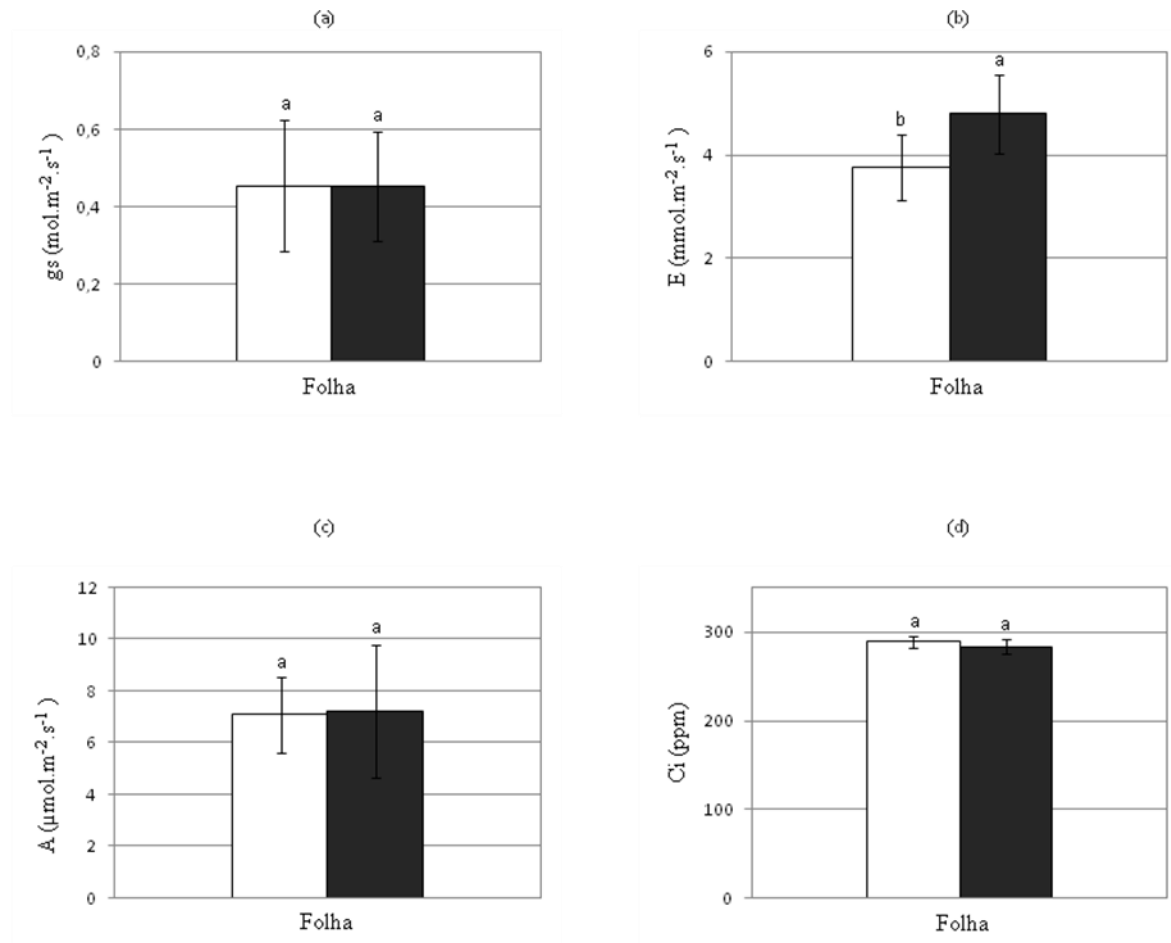 (a)
0,8
0,6
0,4
0,2
0
gs (mol.m⁻².s⁻¹ )
a
a
Folha
(b)
6
4
2
0
E (mmol.m⁻².s⁻¹ )
b
a
Folha
(c)
12
10
8
6
4
2
0
A (µmol.m⁻².s⁻¹ )
a
a
Folha
(d)
300
200
100
0
Ci (ppm)
a
a
Folha